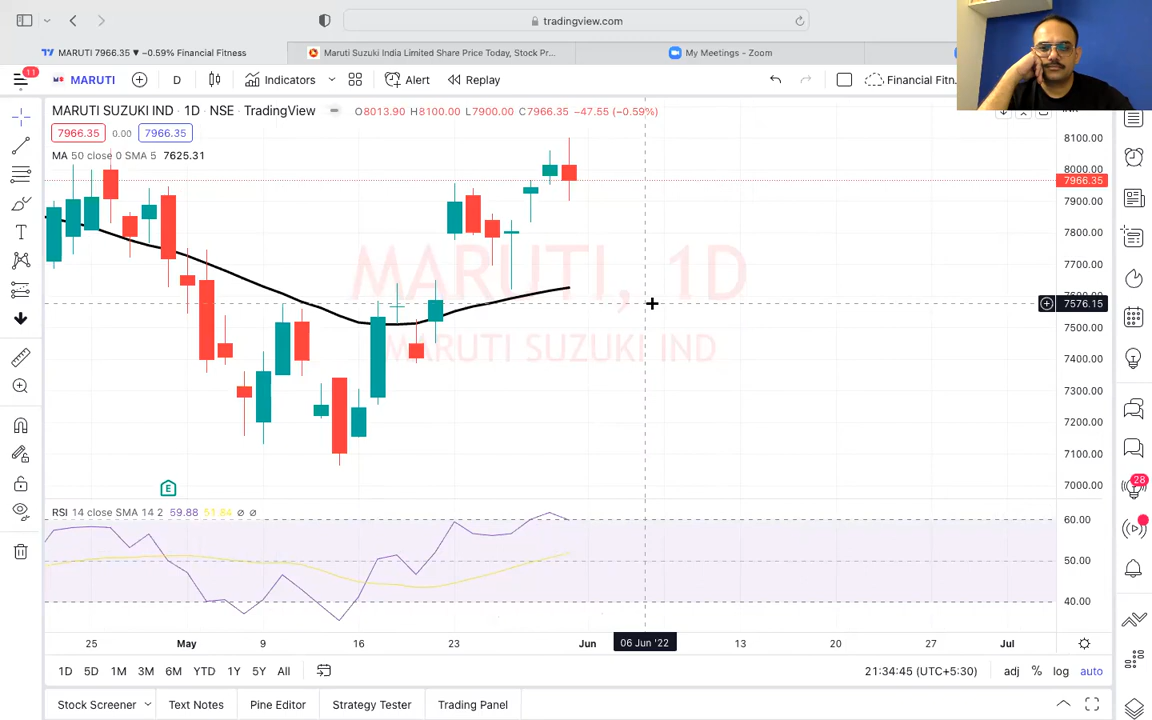 tradingview.com
MARUTI 7966.35 ▼ −0.59% Financial Fitness
Maruti Suzuki India Limited Share Price Today, Stock Pr...
My Meetings - Zoom
11
MARUTI
D
Indicators
Alert
Replay
Financial Fitn..
MARUTI SUZUKI IND · 1D · NSE · TradingView
O8013.90 H8100.00 L7900.00 C7966.35 −47.55 (−0.59%)
7966.35 0.00 7966.35
MA 50 close 0 SMA 5 7625.31
MARUTI, 1D
MARUTI SUZUKI IND
8100.00
8000.00
7966.35
7900.00
7800.00
7700.00
7576.15
7500.00
7400.00
7300.00
7200.00
7100.00
7000.00
E
28
RSI 14 close SMA 14 2 59.88 51.84 ∅ ∅
60.00
50.00
40.00
25 May 9 16 23 Jun 06 Jun '22 13 20 27 Jul
1D 5D 1M 3M 6M YTD 1Y 5Y All
21:34:45 (UTC+5:30) adj % log auto
Stock Screener Text Notes Pine Editor Strategy Tester Trading Panel